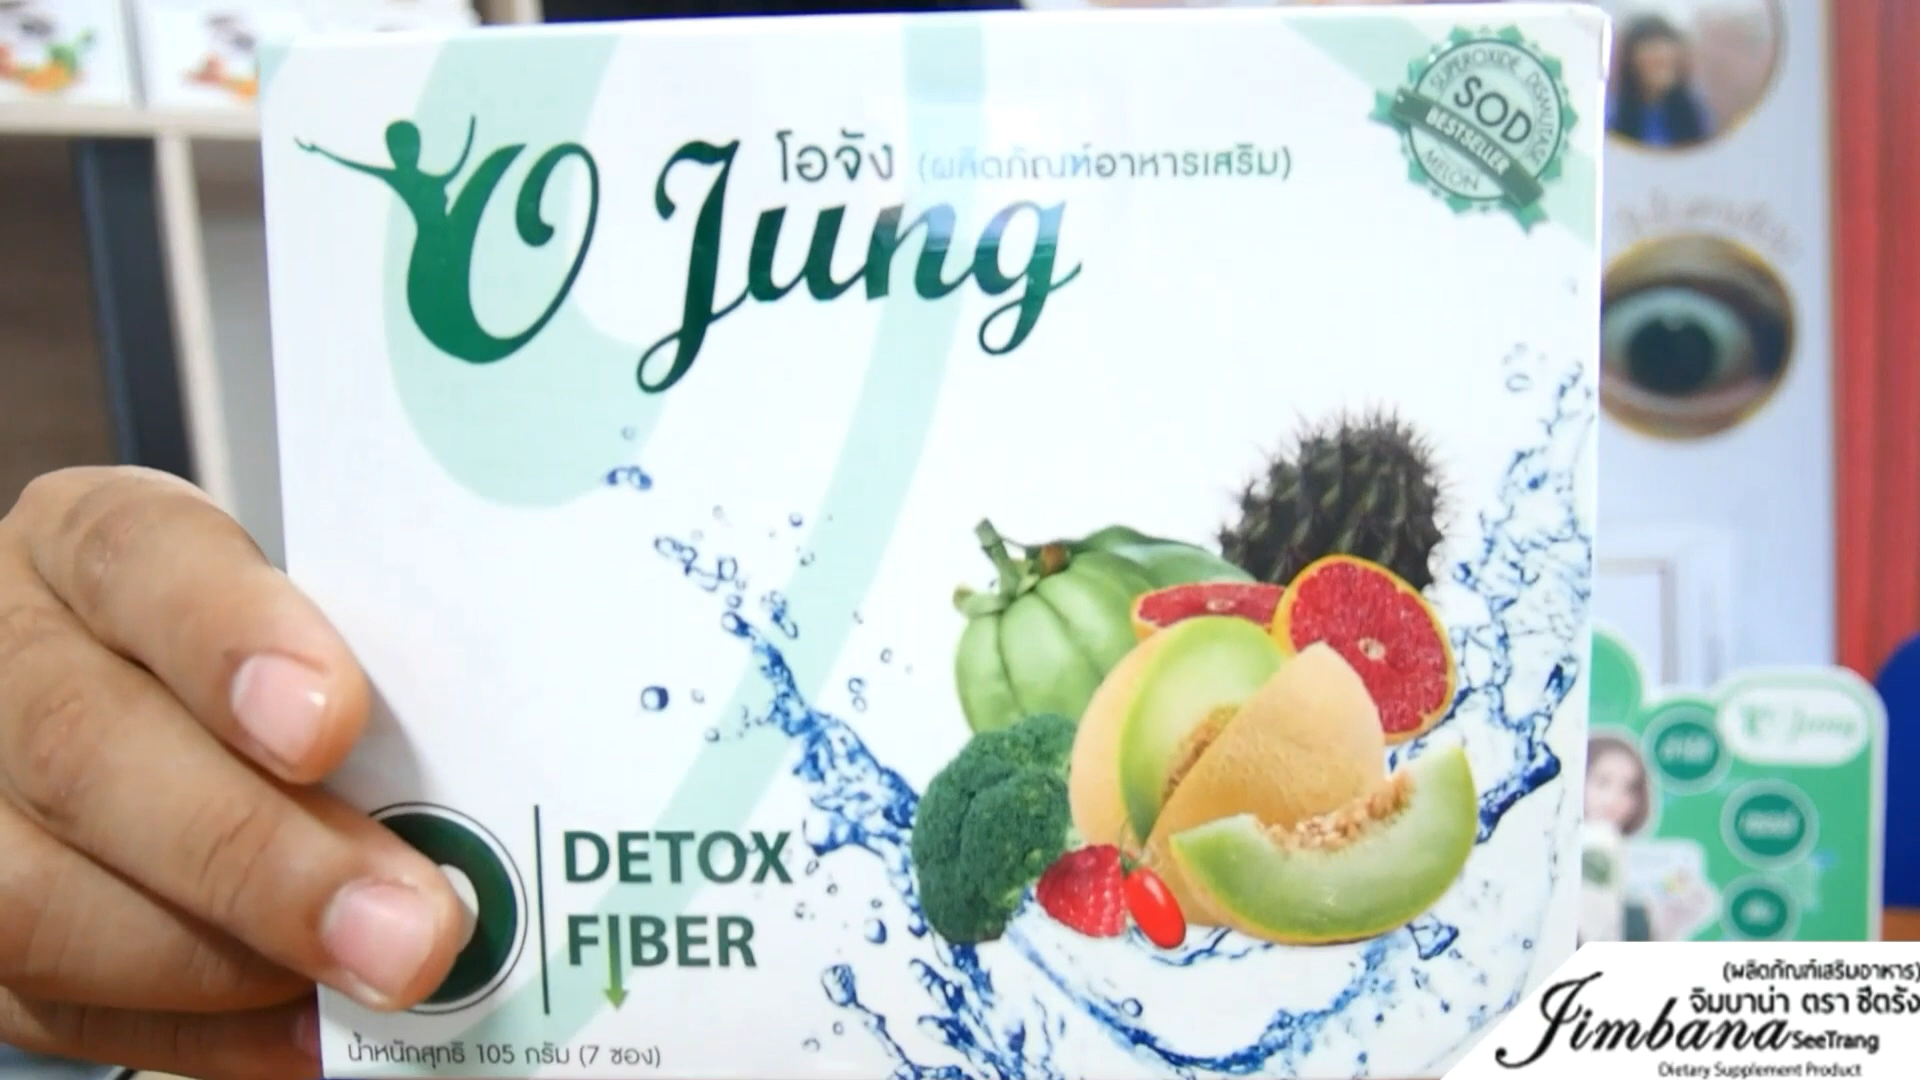 O Jung
โอจัง (ผลิตภัณฑ์อาหารเสริม)
SUPEROXIDE DISMUTASE
SOD
BESTSELLER
MELON
DETOX
FIBER
น้ำหนักสุทธิ 105 กรัม (7 ซอง)
O Jung
(ผลิตภัณฑ์เสริมอาหาร)
จิมบาน่า ตรา ซีตรัง
Jimbana SeeTrang
Dietary Supplement Product